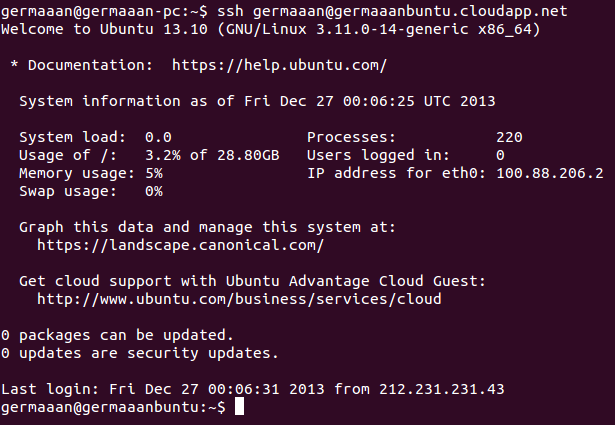 germaaan@germaaan-pc:~$ ssh germaaan@germaaanbuntu.cloudapp.net
Welcome to Ubuntu 13.10 (GNU/Linux 3.11.0-14-generic x86_64)
* Documentation:  https://help.ubuntu.com/
System information as of Fri Dec 27 00:06:25 UTC 2013
System load:  0.0               Processes:           220
Usage of /:   3.2% of 28.80GB   Users logged in:     0
Memory usage: 5%                IP address for eth0: 100.88.206.2
Swap usage:   0%
Graph this data and manage this system at:
https://landscape.canonical.com/
Get cloud support with Ubuntu Advantage Cloud Guest:
http://www.ubuntu.com/business/services/cloud
0 packages can be updated.
0 updates are security updates.
Last login: Fri Dec 27 00:06:31 2013 from 212.231.231.43
germaaan@germaaanbuntu:~$